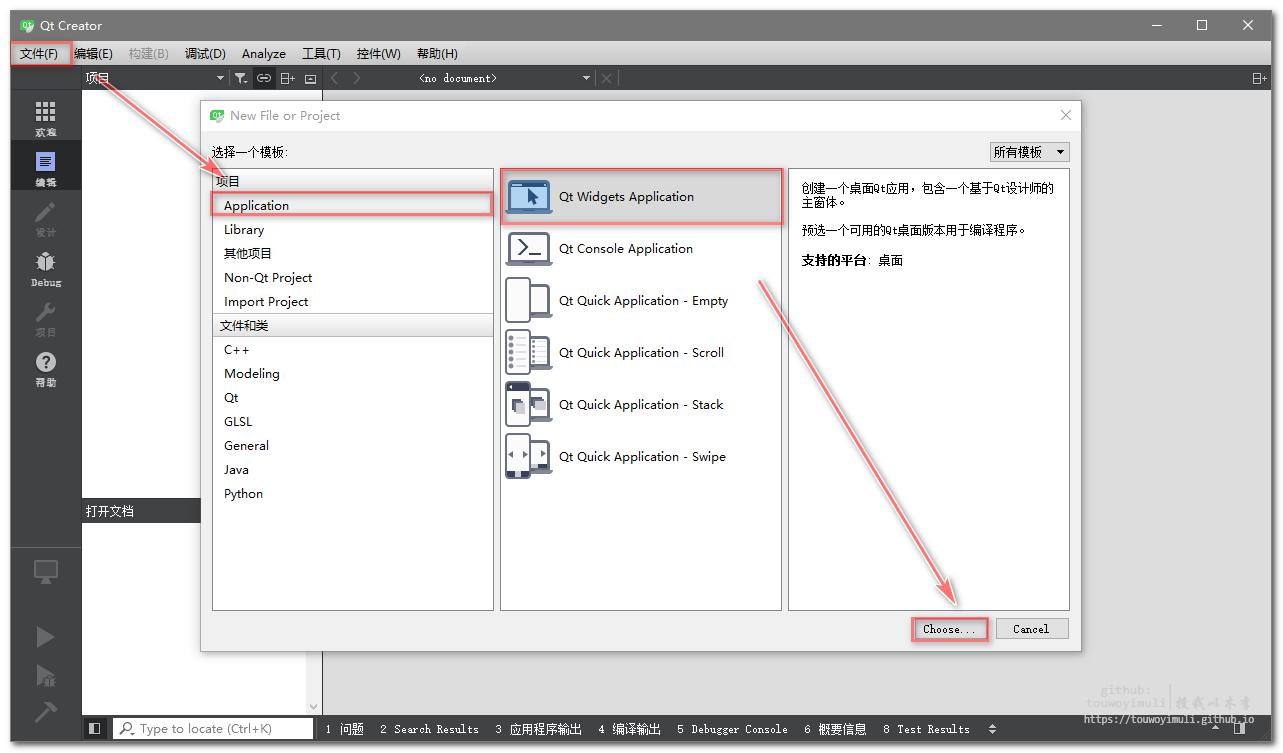 Qt Creator
文件(F) 编辑(E) 构建(B) 调试(D) Analyze 工具(T) 控件(W) 帮助(H)
项目 <no document>
欢迎
编辑
设计
Debug
项目
帮助
New File or Project
选择一个模板:
所有模板
项目
Application
Library
其他项目
Non-Qt Project
Import Project
文件和类
C++
Modeling
Qt
GLSL
General
Java
Python
Qt Widgets Application
Qt Console Application
Qt Quick Application - Empty
Qt Quick Application - Scroll
Qt Quick Application - Stack
Qt Quick Application - Swipe
创建一个桌面Qt应用，包含一个基于Qt设计师的
主窗体。
预选一个可用的Qt桌面版本用于编译程序。
支持的平台: 桌面
Choose... Cancel
打开文档
github:
touwoyimuli 投我以木李
https://touwoyimuli.github.io
Type to locate (Ctrl+K) 1 问题 2 Search Results 3 应用程序输出 4 编译输出 5 Debugger Console 6 概要信息 8 Test Results